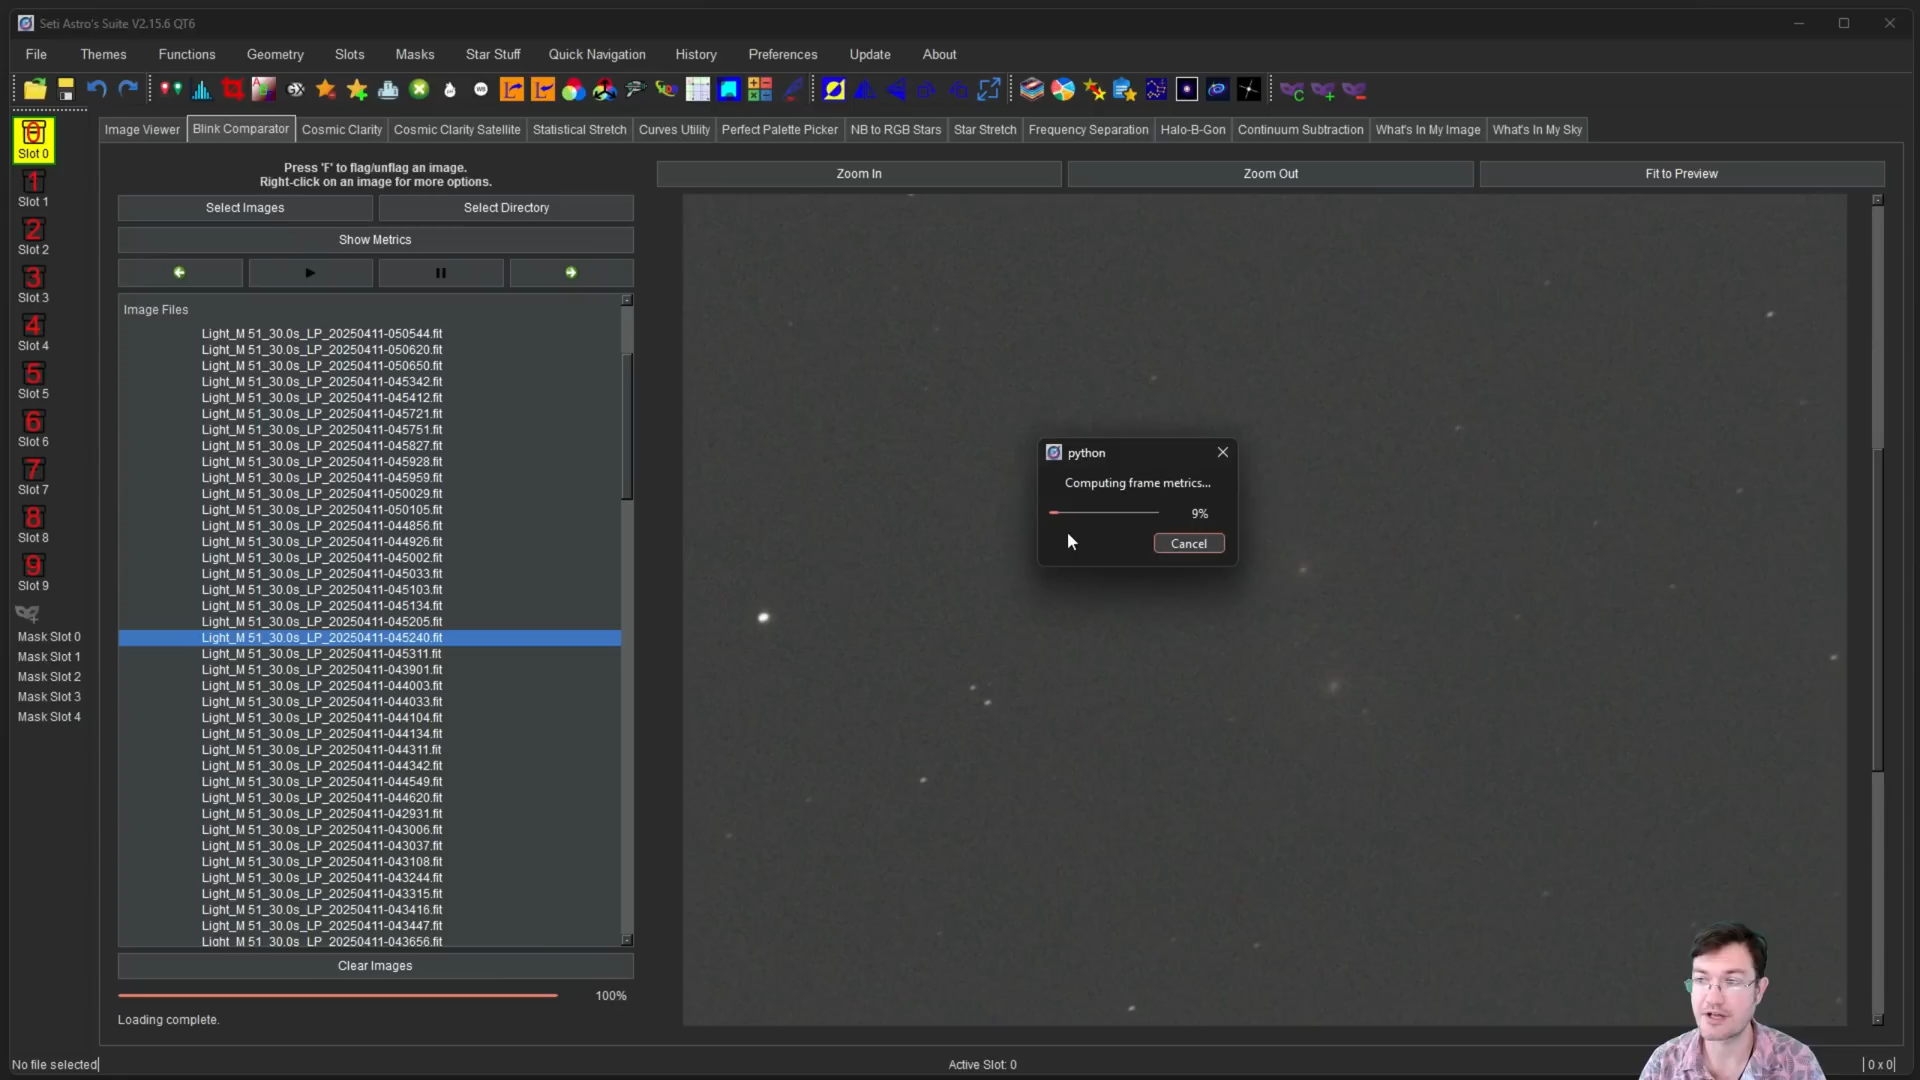 Seti Astro's Suite V2.15.6 QT6
File Themes Functions Geometry Slots Masks Star Stuff Quick Navigation History Preferences Update About
0
Slot 0
1
Slot 1
2
Slot 2
3
Slot 3
4
Slot 4
5
Slot 5
6
Slot 6
7
Slot 7
8
Slot 8
9
Slot 9
Mask Slot 0
Mask Slot 1
Mask Slot 2
Mask Slot 3
Mask Slot 4
Image Viewer Blink Comparator Cosmic Clarity Cosmic Clarity Satellite Statistical Stretch Curves Utility Perfect Palette Picker NB to RGB Stars Star Stretch Frequency Separation Halo-B-Gon Continuum Subtraction What's In My Image What's In My Sky
Press 'F' to flag/unflag an image.
Right-click on an image for more options.
Select Images Select Directory
Show Metrics
Image Files
Light_M 51_30.0s_LP_20250411-050544.fit
Light_M 51_30.0s_LP_20250411-050620.fit
Light_M 51_30.0s_LP_20250411-050650.fit
Light_M 51_30.0s_LP_20250411-045342.fit
Light_M 51_30.0s_LP_20250411-045412.fit
Light_M 51_30.0s_LP_20250411-045721.fit
Light_M 51_30.0s_LP_20250411-045751.fit
Light_M 51_30.0s_LP_20250411-045827.fit
Light_M 51_30.0s_LP_20250411-045928.fit
Light_M 51_30.0s_LP_20250411-045959.fit
Light_M 51_30.0s_LP_20250411-050029.fit
Light_M 51_30.0s_LP_20250411-050105.fit
Light_M 51_30.0s_LP_20250411-044856.fit
Light_M 51_30.0s_LP_20250411-044926.fit
Light_M 51_30.0s_LP_20250411-045002.fit
Light_M 51_30.0s_LP_20250411-045033.fit
Light_M 51_30.0s_LP_20250411-045103.fit
Light_M 51_30.0s_LP_20250411-045134.fit
Light_M 51_30.0s_LP_20250411-045205.fit
Light_M 51_30.0s_LP_20250411-045240.fit
Light_M 51_30.0s_LP_20250411-045311.fit
Light_M 51_30.0s_LP_20250411-043901.fit
Light_M 51_30.0s_LP_20250411-044003.fit
Light_M 51_30.0s_LP_20250411-044033.fit
Light_M 51_30.0s_LP_20250411-044104.fit
Light_M 51_30.0s_LP_20250411-044134.fit
Light_M 51_30.0s_LP_20250411-044311.fit
Light_M 51_30.0s_LP_20250411-044342.fit
Light_M 51_30.0s_LP_20250411-044549.fit
Light_M 51_30.0s_LP_20250411-044620.fit
Light_M 51_30.0s_LP_20250411-042931.fit
Light_M 51_30.0s_LP_20250411-043006.fit
Light_M 51_30.0s_LP_20250411-043037.fit
Light_M 51_30.0s_LP_20250411-043108.fit
Light_M 51_30.0s_LP_20250411-043244.fit
Light_M 51_30.0s_LP_20250411-043315.fit
Light_M 51_30.0s_LP_20250411-043416.fit
Light_M 51_30.0s_LP_20250411-043447.fit
Light_M 51_30.0s_LP_20250411-043656.fit
Clear Images
100%
Loading complete.
Zoom In Zoom Out Fit to Preview
python
Computing frame metrics...
9%
Cancel
No file selected
Active Slot: 0
0 x 0